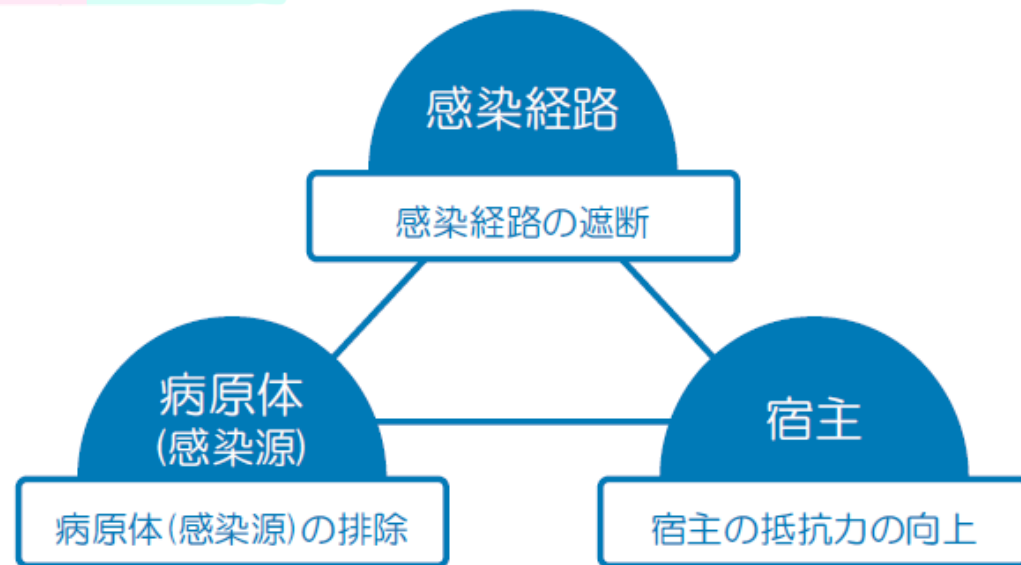 感染経路
感染経路の遮断
病原体
(感染源)
病原体(感染源)の排除
宿主
宿主の抵抗力の向上